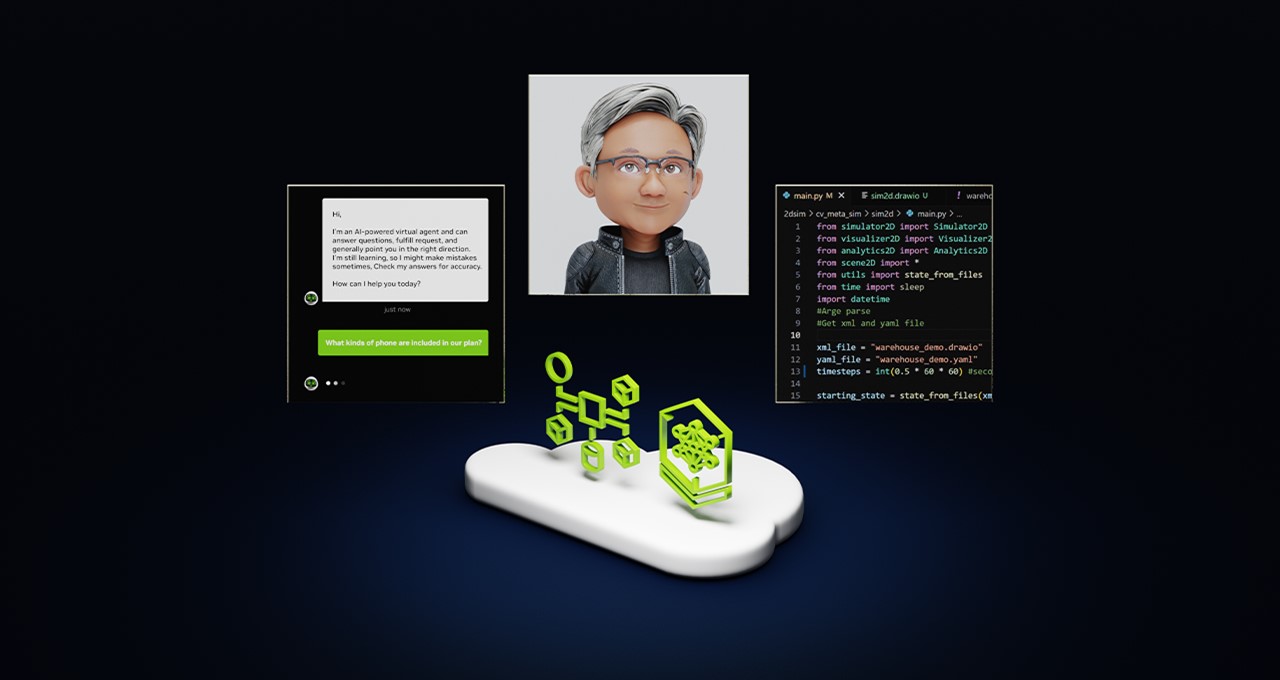 Hi,
I'm an AI-powered virtual agent and can
answer questions, fulfill request, and
generally point you in the right direction.
I'm still learning, so I might make mistakes
sometimes, Check my answers for accuracy.
How can I help you today?
just now
What kinds of phone are included in our plan?
main.py M X sim2d.drawio U ! wareho
2dsim > cv_meta_sim > sim2d > main.py > ...
1 from simulator2D import Simulator2D
2 from visualizer2D import Visualizer2
3 from analytics2D import Analytics2D
4 from scene2D import *
5 from utils import state_from_files
6 from time import sleep
7 import datetime
8 #Arge parse
9 #Get xml and yaml file
10
11 xml_file = "warehouse_demo.drawio"
12 yaml_file = "warehouse_demo.yaml"
13 timesteps = int(0.5 * 60 * 60) #seco
14
15 starting_state = state_from_files(xm